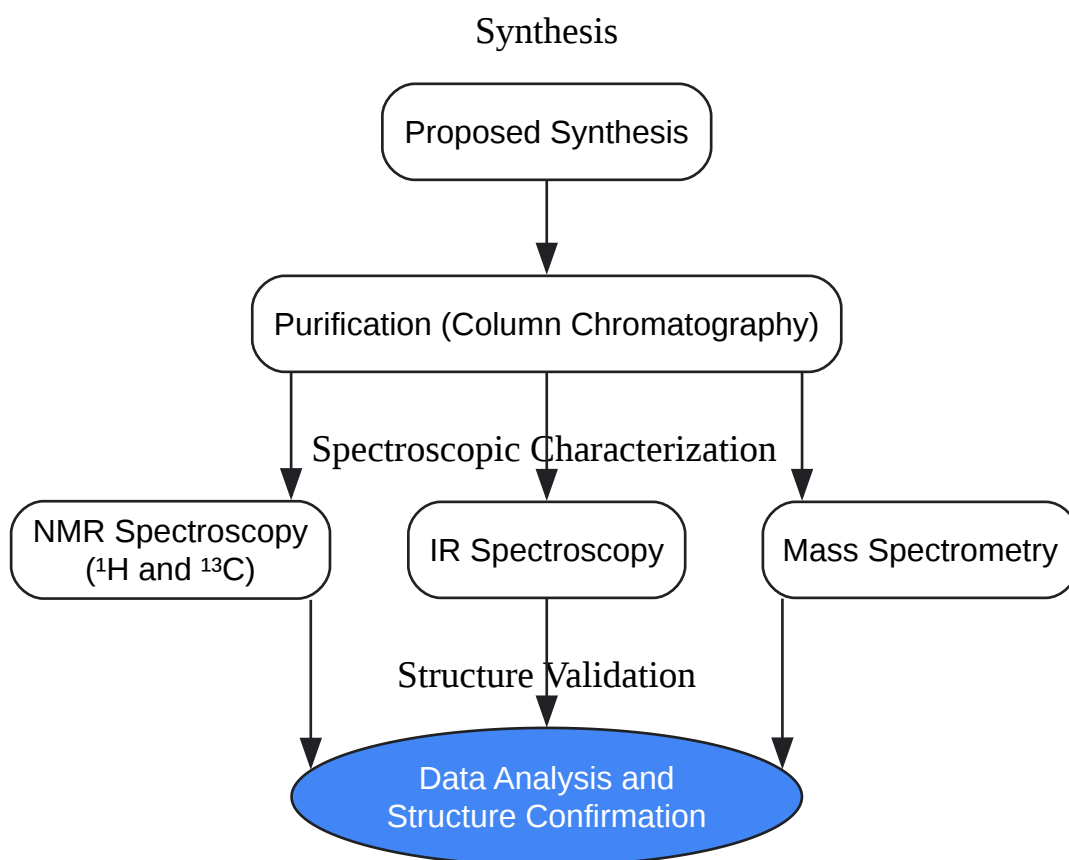 Synthesis
Proposed Synthesis
Purification (Column Chromatography)
Spectroscopic Characterization
NMR Spectroscopy
(¹H and ¹³C)
IR Spectroscopy
Mass Spectrometry
Structure Validation
Data Analysis and
Structure Confirmation